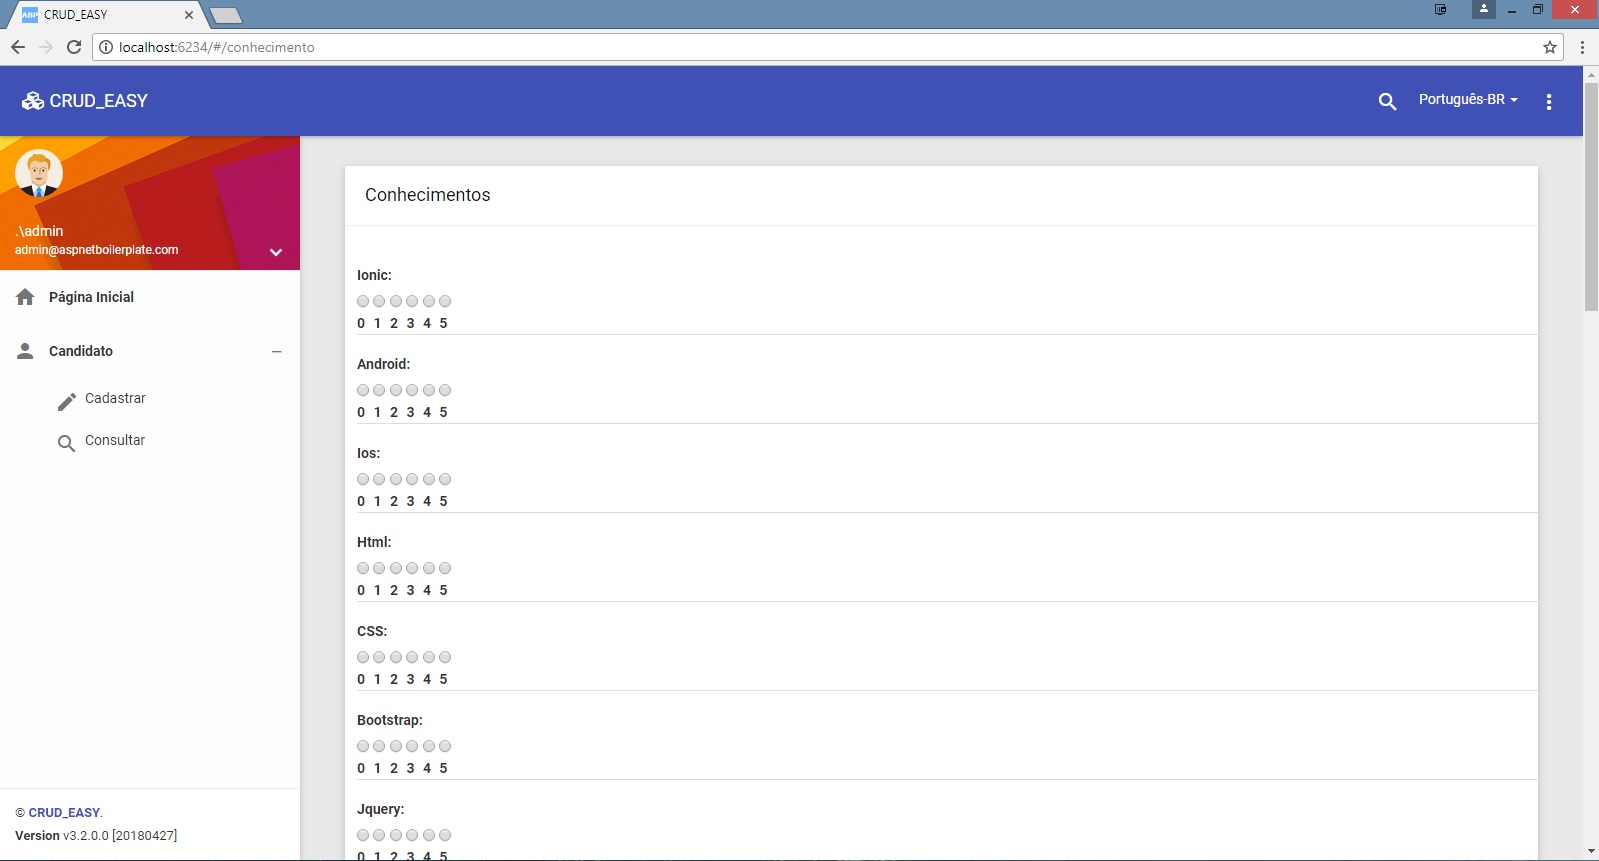 ABP CRUD_EASY
localhost:6234/#/conhecimento
CRUD_EASY
Português-BR
.\admin
admin@aspnetboilerplate.com
Página Inicial
Candidato
Cadastrar
Consultar
© CRUD_EASY.
Version v3.2.0.0 [20180427]
Conhecimentos
Ionic:
0 1 2 3 4 5
Android:
0 1 2 3 4 5
Ios:
0 1 2 3 4 5
Html:
0 1 2 3 4 5
CSS:
0 1 2 3 4 5
Bootstrap:
0 1 2 3 4 5
Jquery:
0 1 2 3 4 5